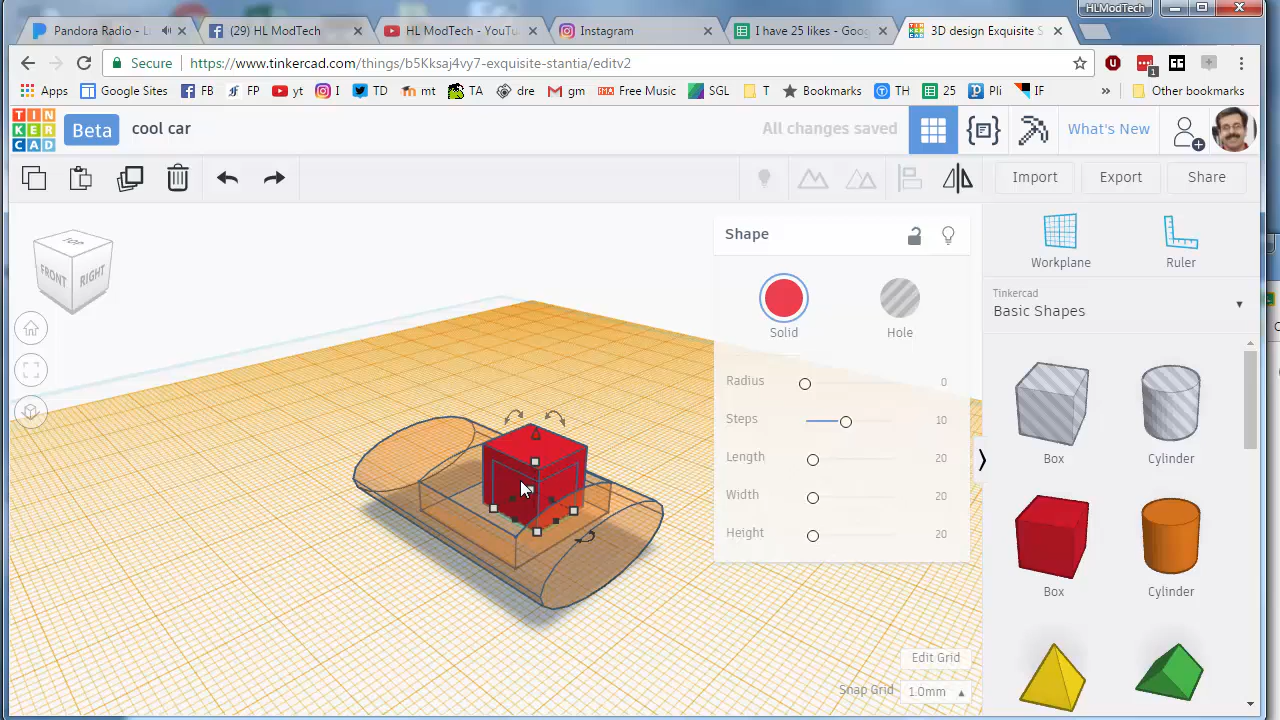 HLModTech
Pandora Radio - Li
(29) HL ModTech
HL ModTech - YouTu
Instagram
I have 25 likes - Google
3D design Exquisite S
Secure
https://www.tinkercad.com/things/b5Kksaj4vw7-exquisite-stantia/editv2
Apps
Google Sites
FB
FP
yt
I
TD
mt
TA
dre
gm
Free Music
SGL
T
Bookmarks
TH
25
Pli
IF
»
Other bookmarks
TIN
KER
CAD
Beta
cool car
All changes saved
What's New
Import
Export
Share
TOP
FRONT
RIGHT
Shape
Solid
Hole
Radius 0
Steps 10
Length 20
Width 20
Height 20
Workplane
Ruler
Tinkercad
Basic Shapes
Box
Cylinder
Box
Cylinder
Edit Grid
Snap Grid 1.0mm